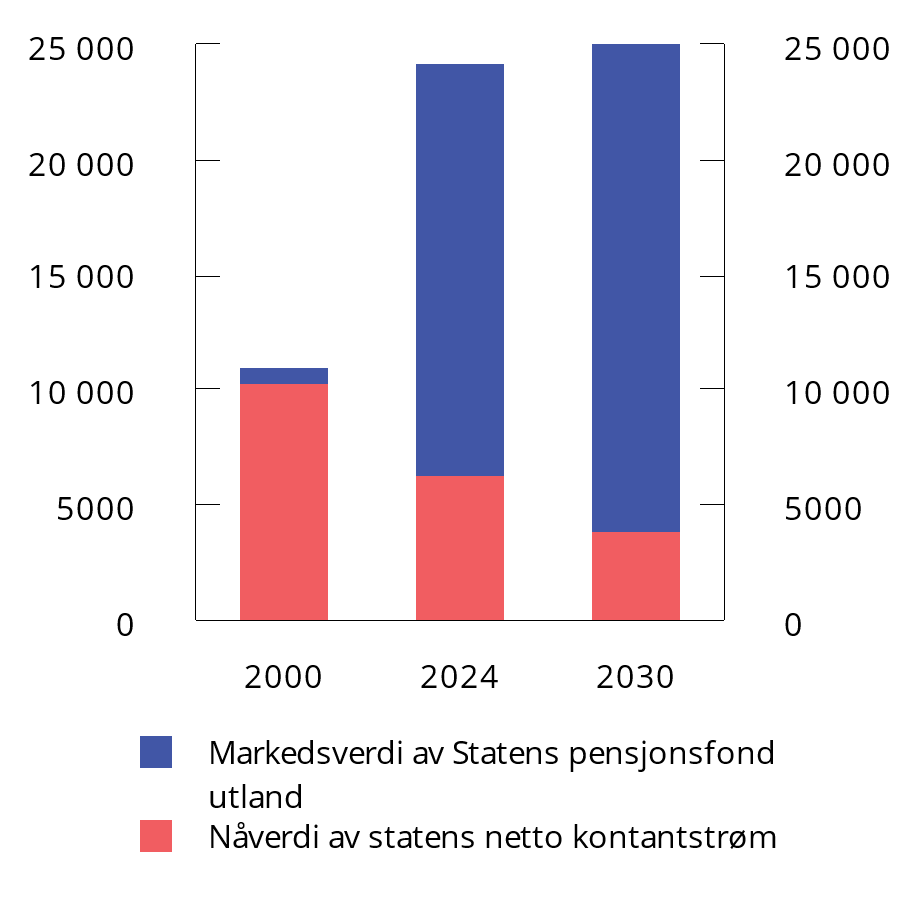 25 000 25 000
20 000 20 000
15 000 15 000
10 000 10 000
5000 5000
0 0
2000 2024 2030
Markedsverdi av Statens pensjonsfond
utland
Nåverdi av statens netto kontantstrøm